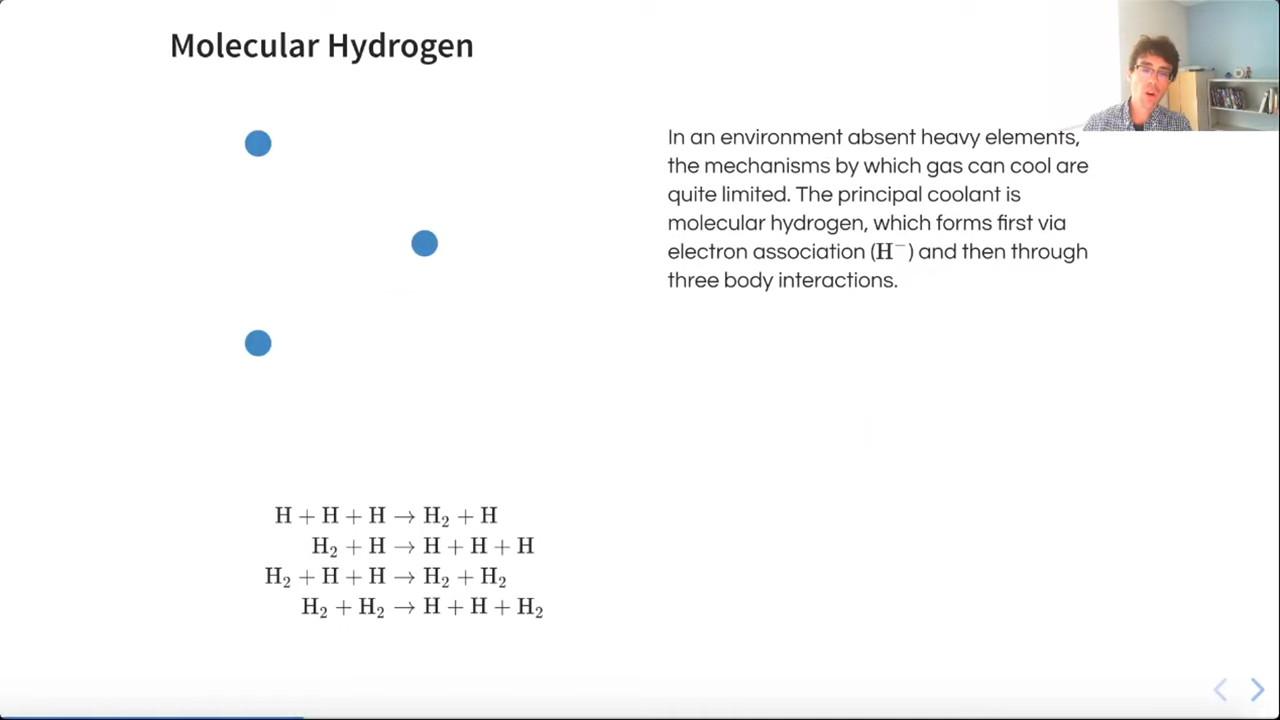 Molecular Hydrogen
In an environment absent heavy elements,
the mechanisms by which gas can cool are
quite limited. The principal coolant is
molecular hydrogen, which forms first via
electron association (H⁻) and then through
three body interactions.
H + H + H → H₂ + H
H₂ + H → H + H + H
H₂ + H + H → H₂ + H₂
H₂ + H₂ → H + H + H₂